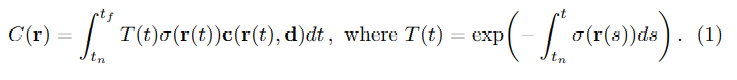 C(𝐫) = ∫_{t_n}^{t_f} T(t)σ(𝐫(t))𝐜(𝐫(t), 𝐝)dt , where T(t) = exp(−∫_{t_n}^{t} σ(𝐫(s))ds) . (1)